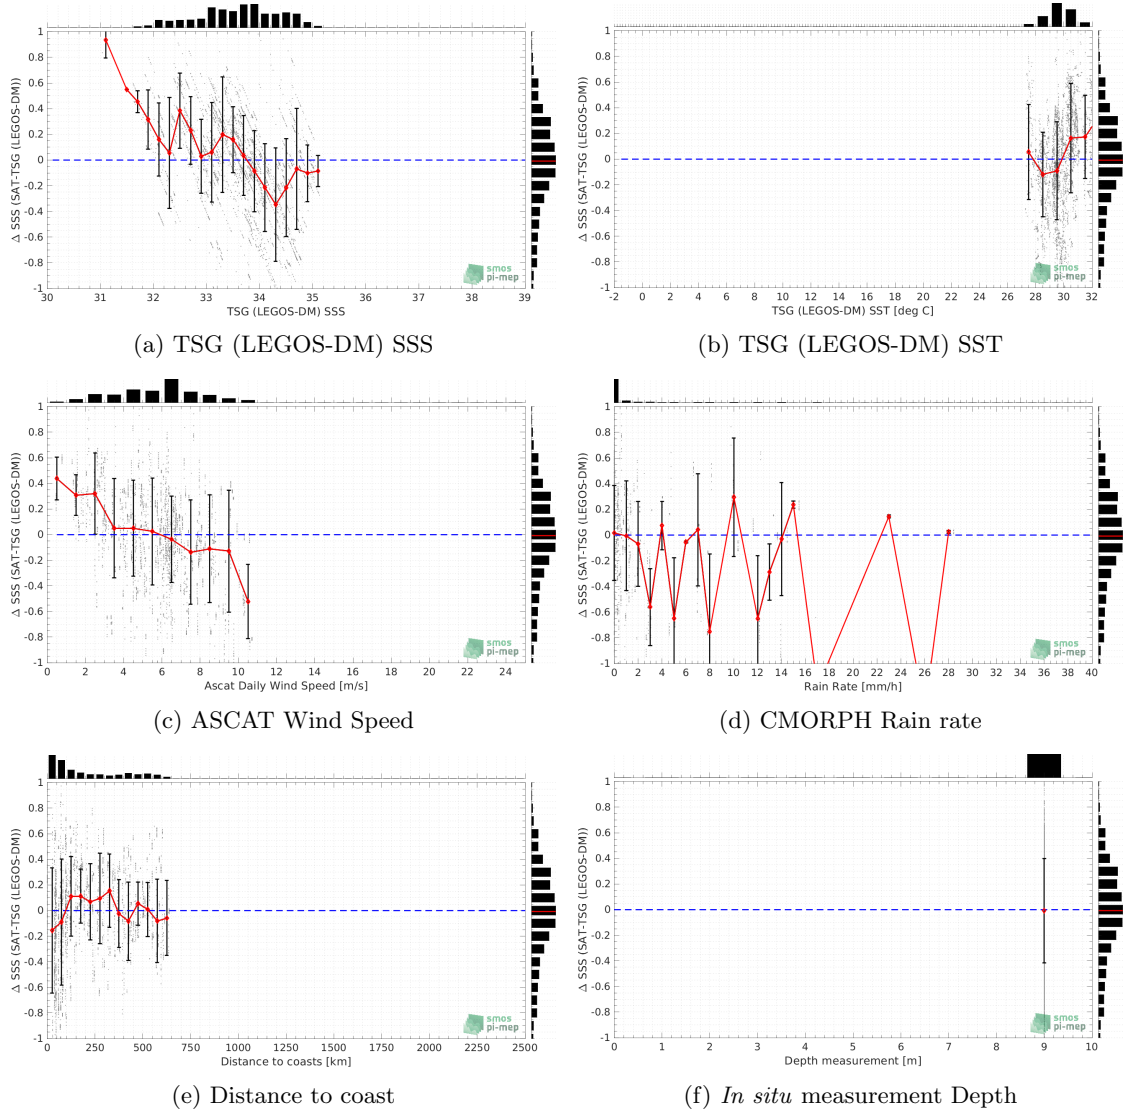 1
0.8
0.6
0.4
0.2
0
-0.2
-0.4
-0.6
-0.8
-1
Δ SSS (SAT-TSG (LEGOS-DM))
smos
pi-mep
30 31 32 33 34 35 36 37 38 39
TSG (LEGOS-DM) SSS
(a) TSG (LEGOS-DM) SSS
1
0.8
0.6
0.4
0.2
0
-0.2
-0.4
-0.6
-0.8
-1
Δ SSS (SAT-TSG (LEGOS-DM))
smos
pi-mep
-2 0 2 4 6 8 10 12 14 16 18 20 22 24 26 28 30 32
TSG (LEGOS-DM) SST [deg C]
(b) TSG (LEGOS-DM) SST
1
0.8
0.6
0.4
0.2
0
-0.2
-0.4
-0.6
-0.8
-1
Δ SSS (SAT-TSG (LEGOS-DM))
smos
pi-mep
0 2 4 6 8 10 12 14 16 18 20 22 24
Ascat Daily Wind Speed [m/s]
(c) ASCAT Wind Speed
1
0.8
0.6
0.4
0.2
0
-0.2
-0.4
-0.6
-0.8
-1
Δ SSS (SAT-TSG (LEGOS-DM))
smos
pi-mep
0 2 4 6 8 10 12 14 16 18 20 22 24 26 28 30 32 34 36 38 40
Rain Rate [mm/h]
(d) CMORPH Rain rate
1
0.8
0.6
0.4
0.2
0
-0.2
-0.4
-0.6
-0.8
-1
Δ SSS (SAT-TSG (LEGOS-DM))
smos
pi-mep
0 250 500 750 1000 1250 1500 1750 2000 2250 2500
Distance to coasts [km]
(e) Distance to coast
1
0.8
0.6
0.4
0.2
0
-0.2
-0.4
-0.6
-0.8
-1
Δ SSS (SAT-TSG (LEGOS-DM))
smos
pi-mep
0 1 2 3 4 5 6 7 8 9 10
Depth measurement [m]
(f) In situ measurement Depth